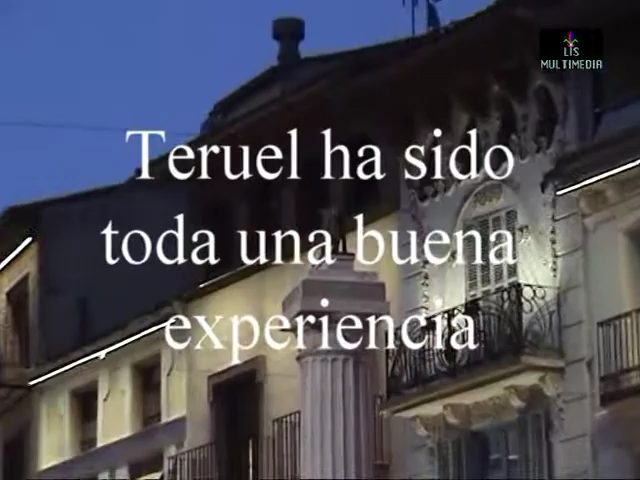 LIS
MULTIMEDIA
Teruel ha sido
toda una buena
experiencia